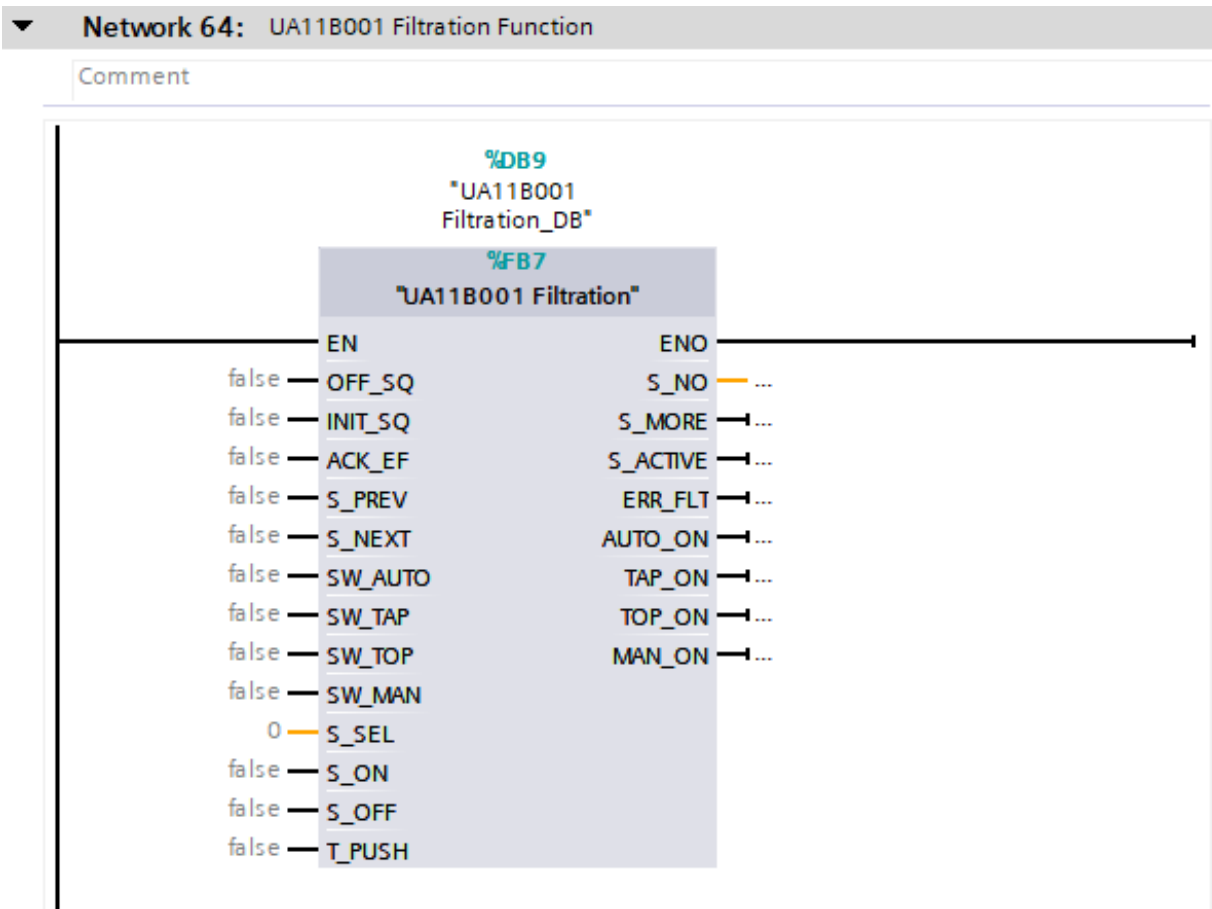 Network 64: UA11B001 Filtration Function
Comment
%DB9
"UA11B001
Filtration_DB"
%FB7
"UA11B001 Filtration"
EN ENO
false OFF_SQ S_NO ...
false INIT_SQ S_MORE ...
false ACK_EF S_ACTIVE ...
false S_PREV ERR_FLT ...
false S_NEXT AUTO_ON ...
false SW_AUTO TAP_ON ...
false SW_TAP TOP_ON ...
false SW_TOP MAN_ON ...
false SW_MAN
0 S_SEL
false S_ON
false S_OFF
false T_PUSH